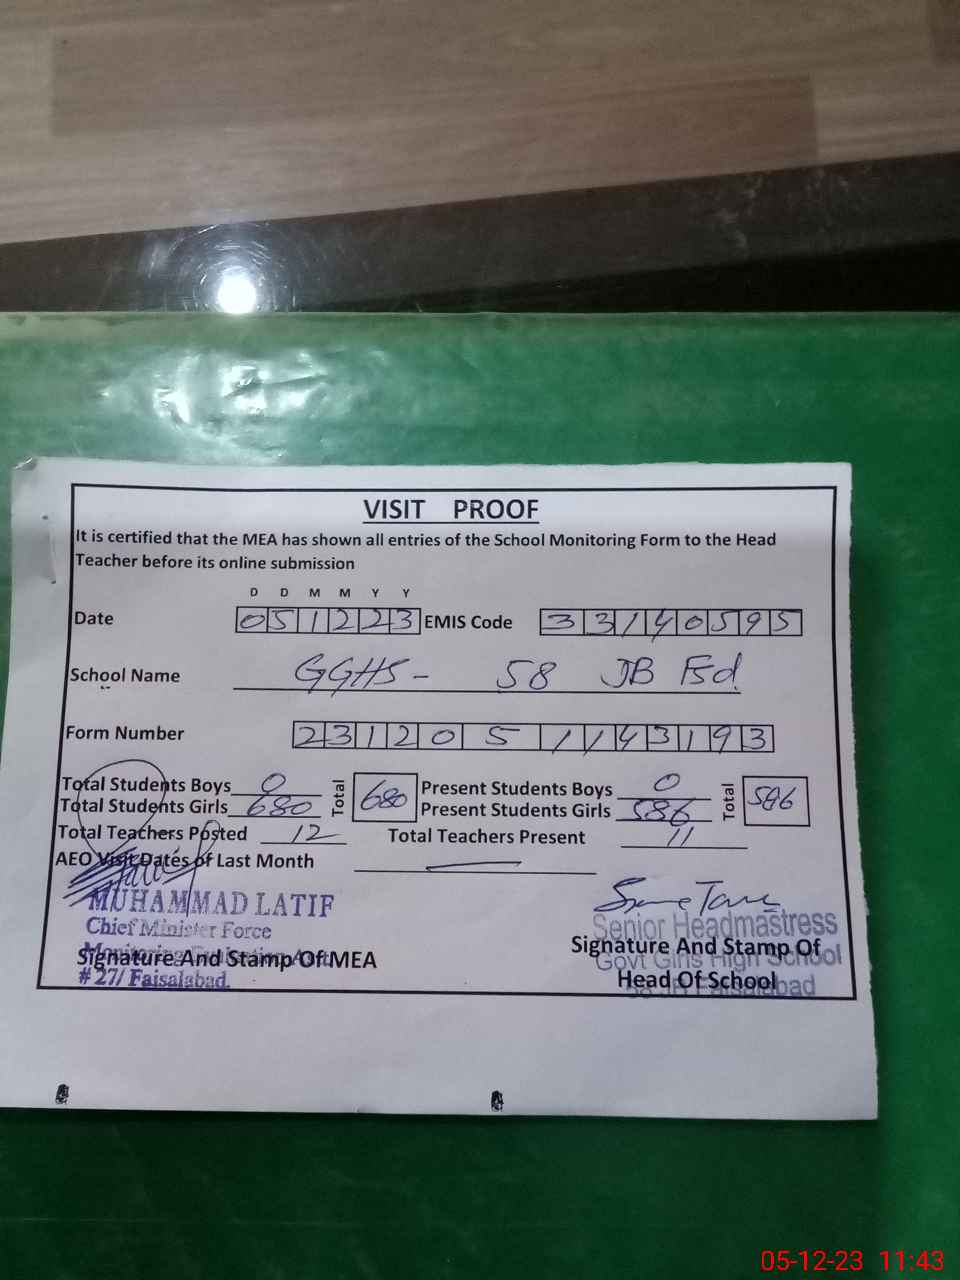 VISIT PROOF
It is certified that the MEA has shown all entries of the School Monitoring Form to the Head
Teacher before its online submission
D D M M Y Y
Date 051223 EMIS Code 33140595
School Name GGHS - 58 JB Fsd.
Form Number 2312051143193
Total Students Boys 0 Total 680 Present Students Boys 0 Total 586
Total Students Girls 680 Present Students Girls 586
Total Teachers Posted 12 Total Teachers Present 11
AEO Visit Dates of Last Month —
MUHAMMAD LATIF
Chief Minister Force
Monitoring
# 27/ Faisalabad.
Signature And Stamp Of MEA
Senior Headmastress
Govt Girls High School
58 JB Faisalabad
Signature And Stamp Of
Head Of School
05-12-23 11:43